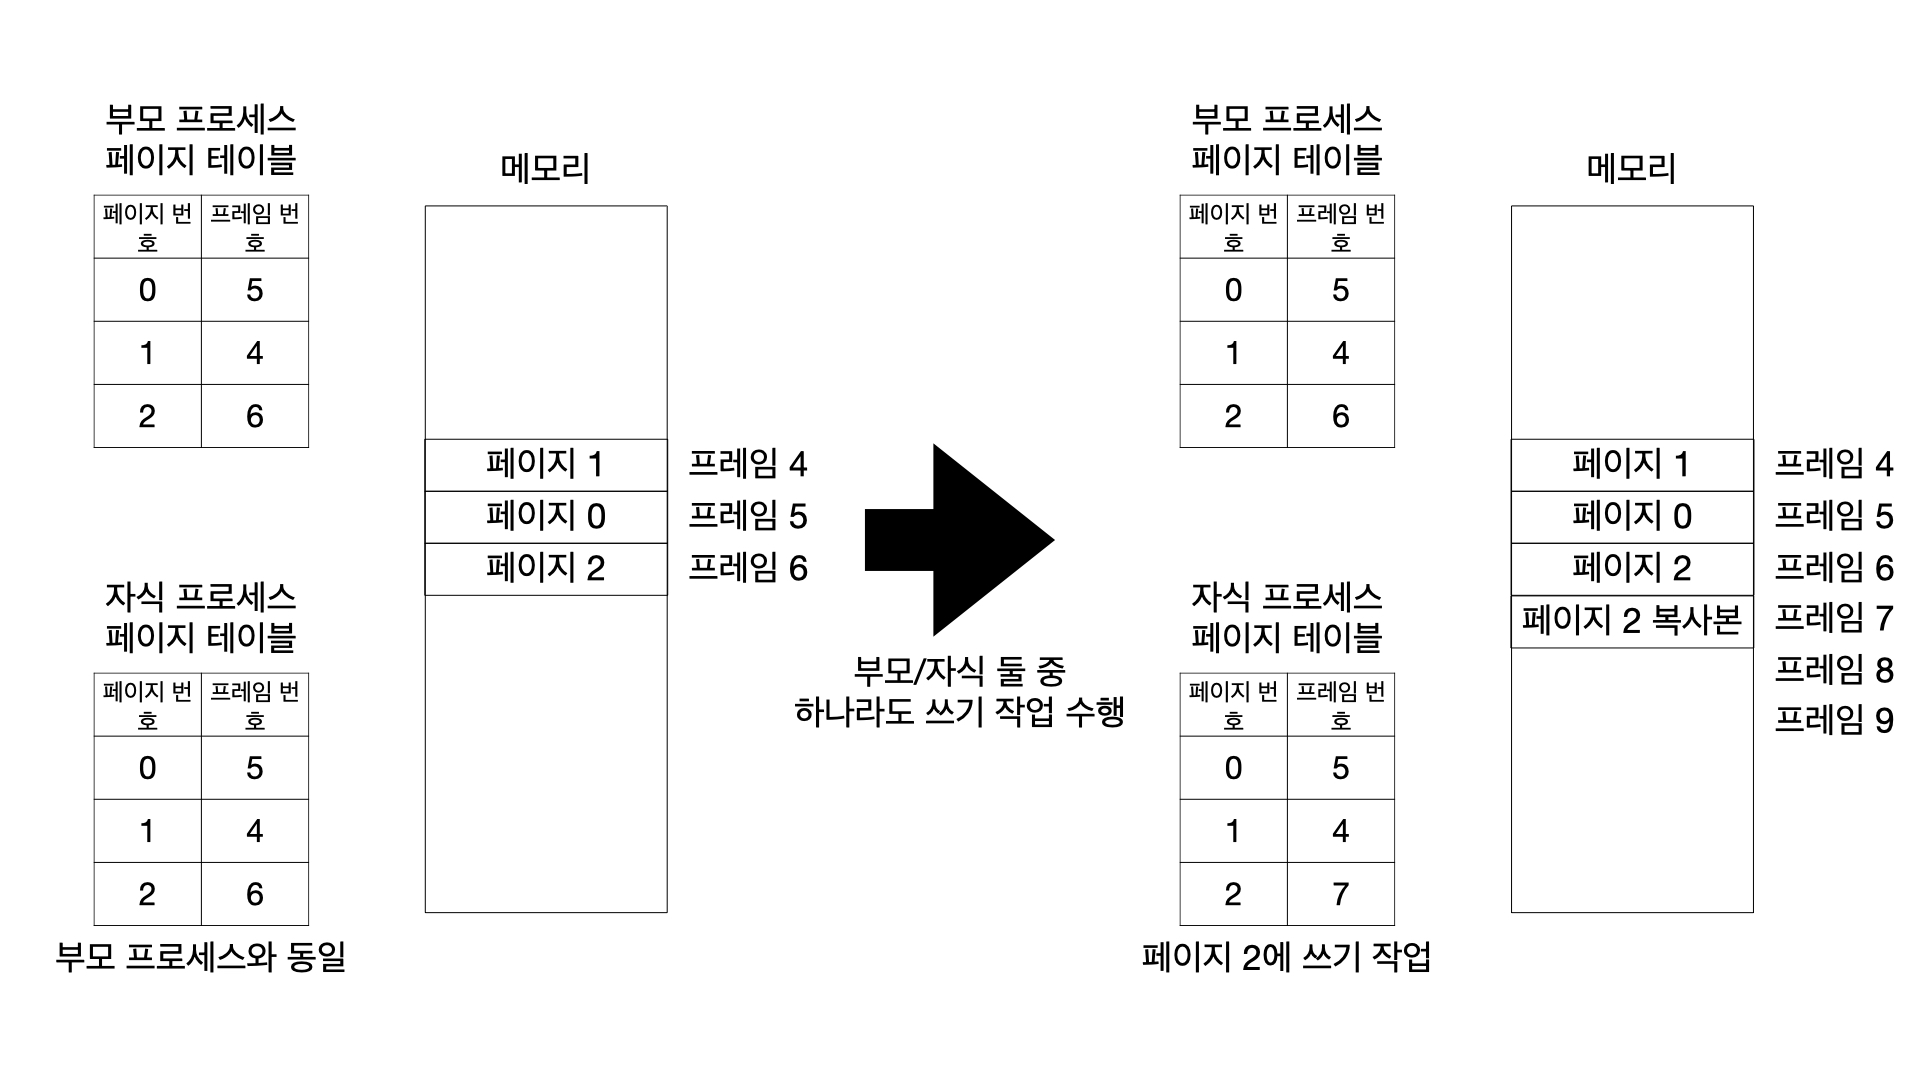 부모 프로세스
페이지 테이블
페이지 번
호
프레임 번
호
0 5
1 4
2 6
자식 프로세스
페이지 테이블
페이지 번
호
프레임 번
호
0 5
1 4
2 6
부모 프로세스와 동일
메모리
페이지 1 프레임 4
페이지 0 프레임 5
페이지 2 프레임 6
부모/자식 둘 중
하나라도 쓰기 작업 수행
부모 프로세스
페이지 테이블
페이지 번
호
프레임 번
호
0 5
1 4
2 6
자식 프로세스
페이지 테이블
페이지 번
호
프레임 번
호
0 5
1 4
2 7
페이지 2에 쓰기 작업
메모리
페이지 1 프레임 4
페이지 0 프레임 5
페이지 2 프레임 6
페이지 2 복사본 프레임 7
프레임 8
프레임 9